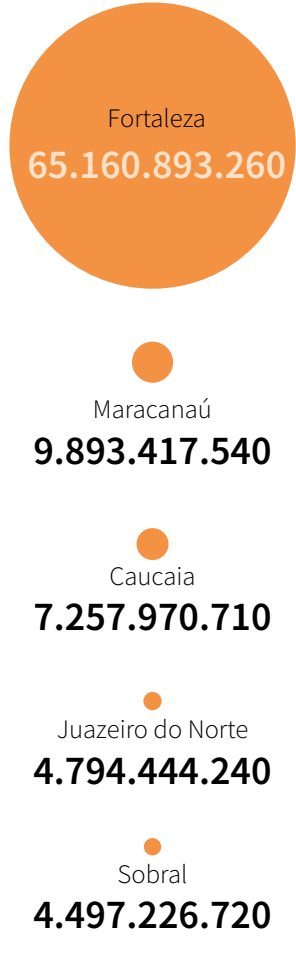 Fortaleza
65.160.893.260
Maracanaú
9.893.417.540
Caucaia
7.257.970.710
Juazeiro do Norte
4.794.444.240
Sobral
4.497.226.720